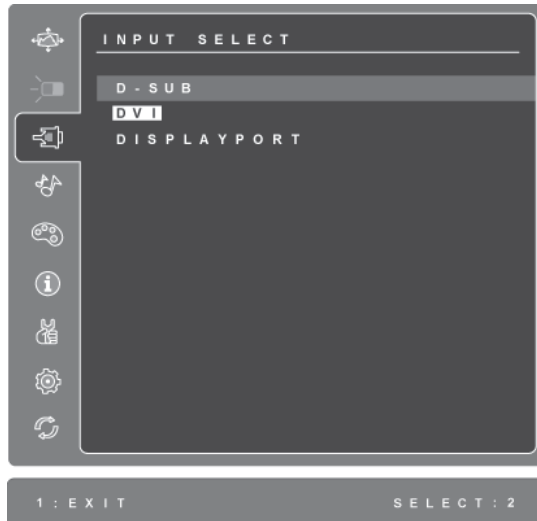 INPUT SELECT
D-SUB
DVI
DISPLAYPORT
1:EXIT SELECT:2